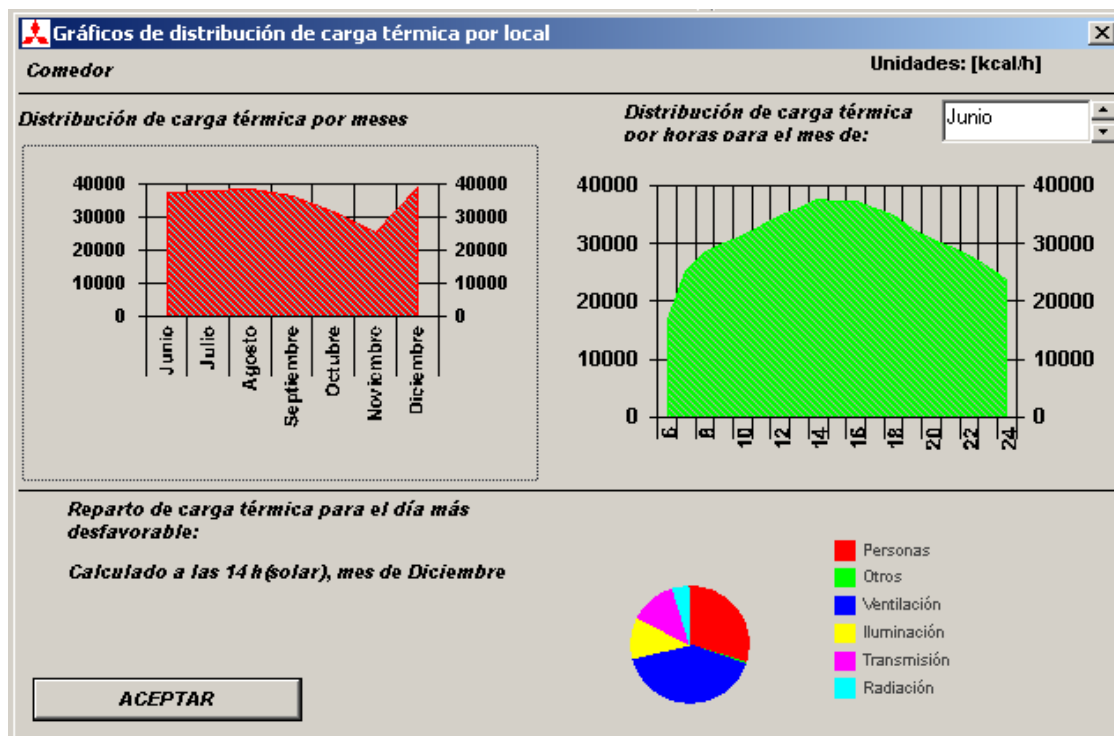 Gráficos de distribución de carga térmica por local
Comedor
Unidades: [kcal/h]
Distribución de carga térmica por meses
Distribución de carga térmica
por horas para el mes de:
Junio
40000
30000
20000
10000
0
40000
30000
20000
10000
0
Junio
Julio
Agosto
Septiembre
Octubre
Noviembre
Diciembre
40000
30000
20000
10000
0
40000
30000
20000
10000
0
6
8
10
12
14
16
18
20
22
24
Reparto de carga térmica para el día más
desfavorable:
Calculado a las 14 h(solar), mes de Diciembre
Personas
Otros
Ventilación
Iluminación
Transmisión
Radiación
ACEPTAR